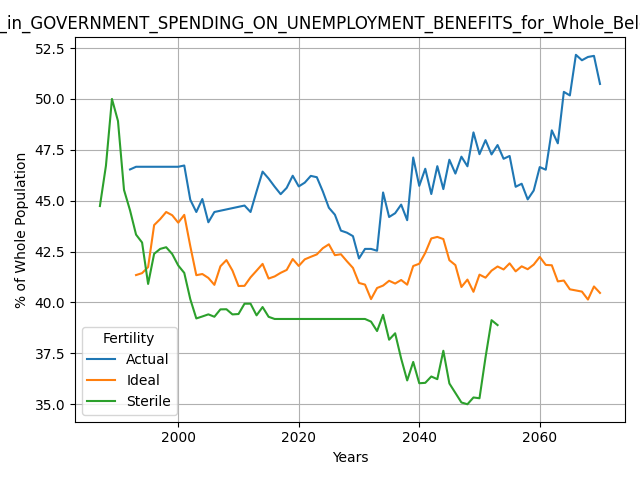 _in_GOVERNMENT_SPENDING_ON_UNEMPLOYMENT_BENEFITS_for_Whole_Bel
52.5
50.0
47.5
45.0
42.5
40.0
37.5
35.0
% of Whole Population
Fertility
Actual
Ideal
Sterile
2000 2020 2040 2060
Years